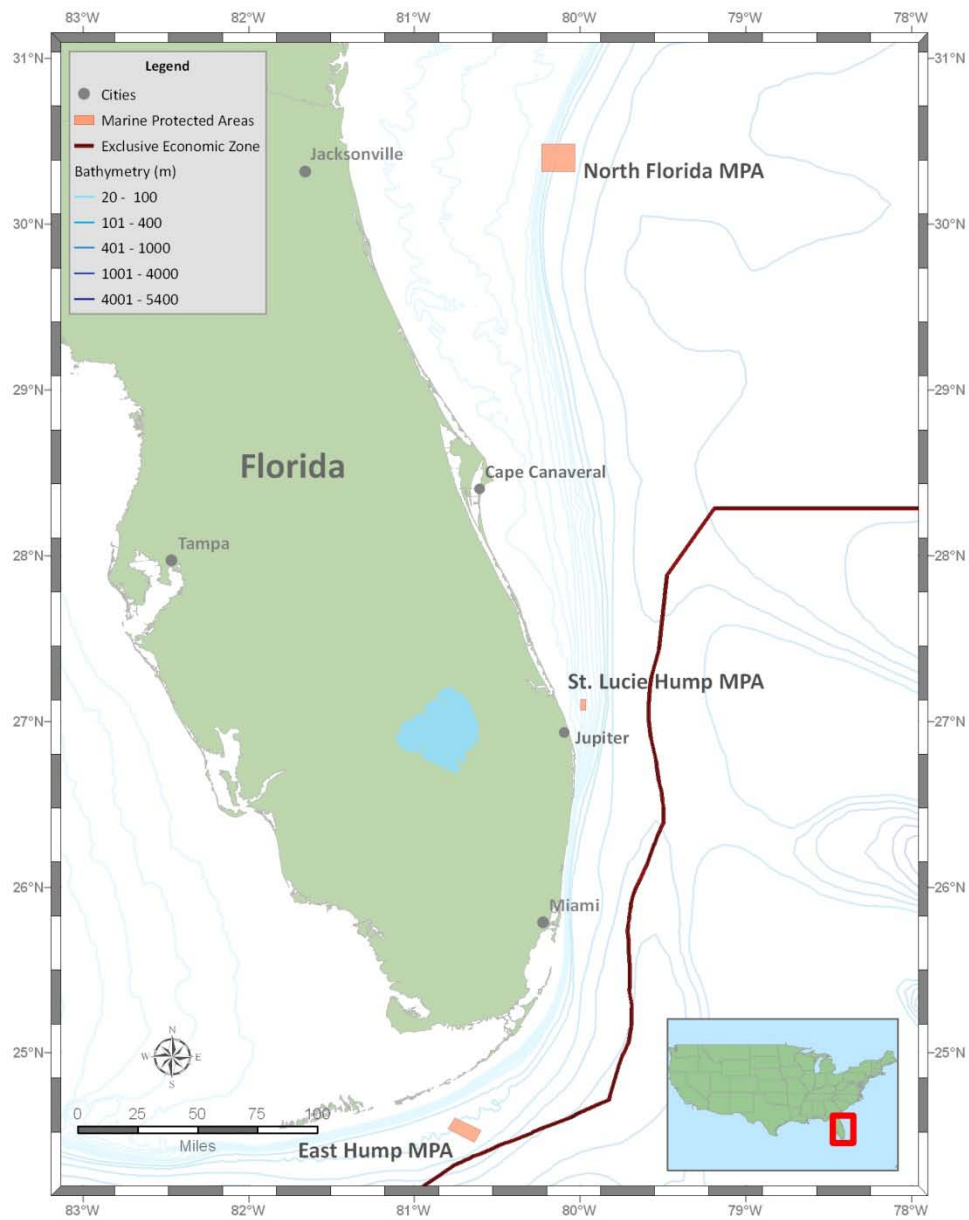 83°W 82°W 81°W 80°W 79°W 78°W
31°N 31°N
Legend
Cities
Marine Protected Areas
Exclusive Economic Zone
Bathymetry (m)
20 - 100
101 - 400
401 - 1000
1001 - 4000
4001 - 5400
Jacksonville
North Florida MPA
30°N 30°N
29°N 29°N
Florida
Cape Canaveral
28°N 28°N
Tampa
St. Lucie Hump MPA
27°N 27°N
Jupiter
26°N 26°N
Miami
25°N 25°N
N
W E
S
0 25 50 75 100
Miles
East Hump MPA
83°W 82°W 81°W 80°W 79°W 78°W